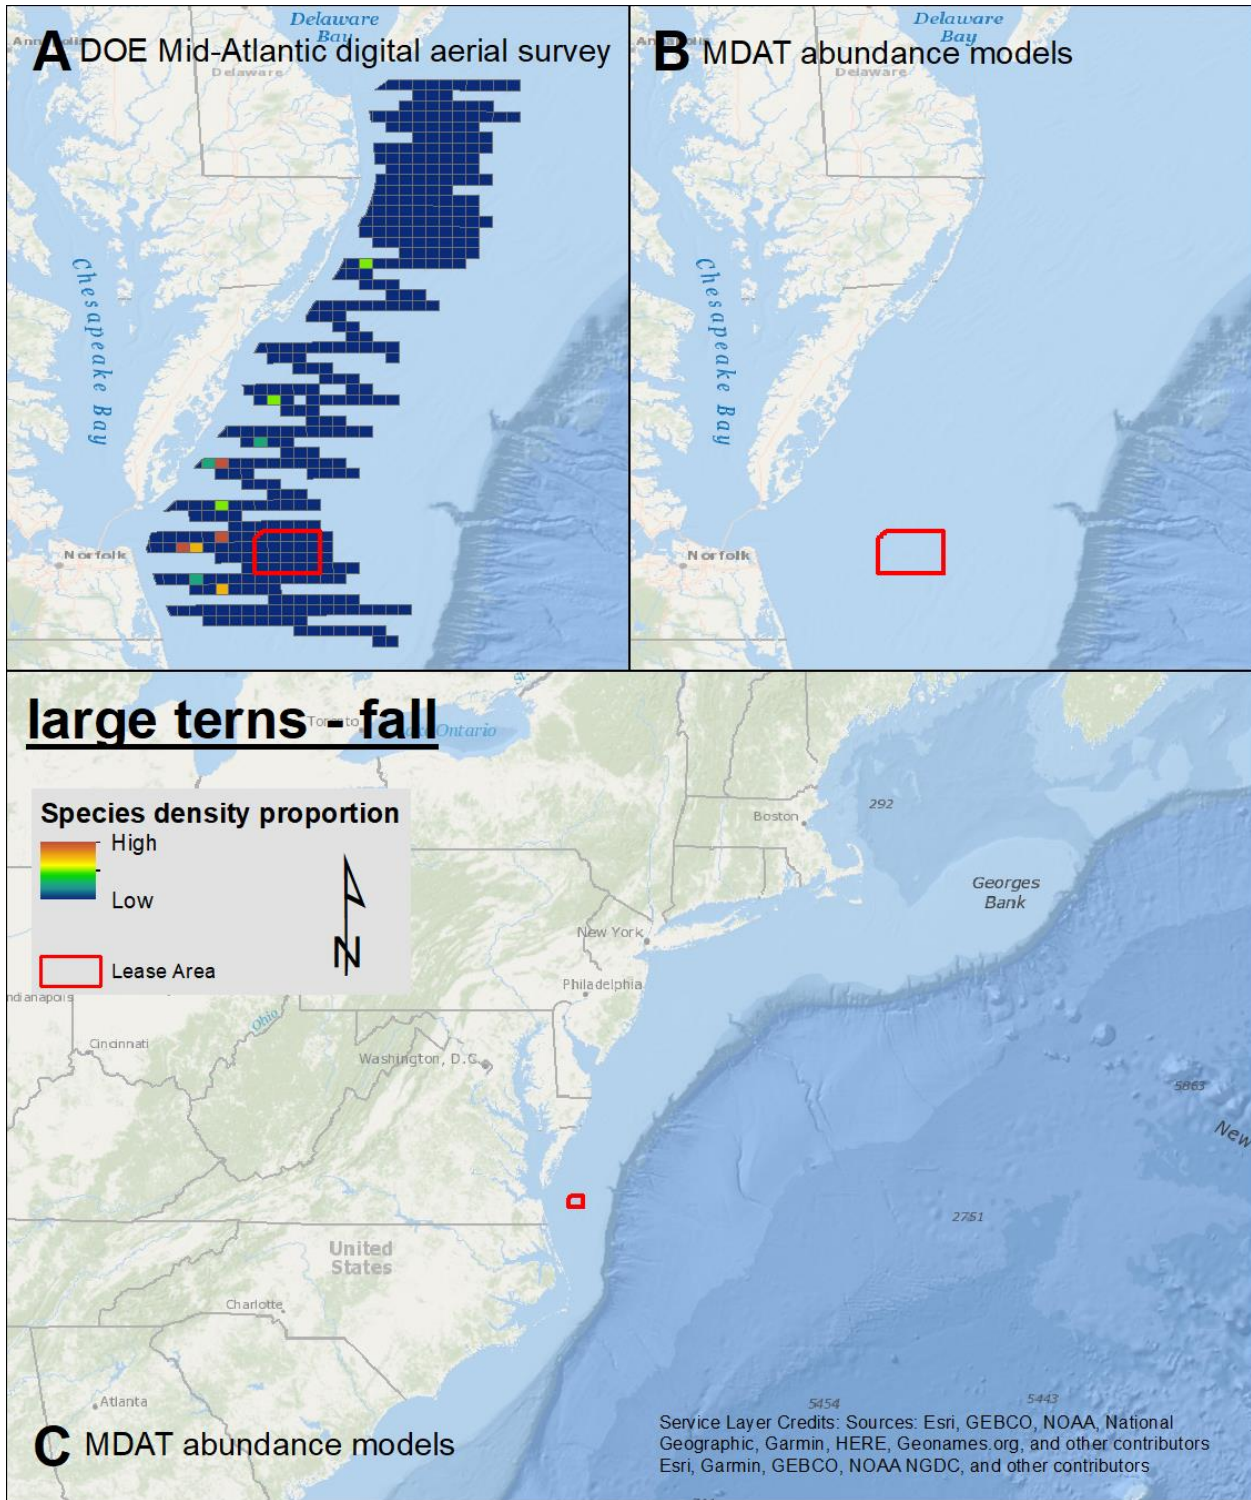 Delaware
Bay
A DOE Mid-Atlantic digital aerial survey
Delaware
Chesapeake Bay
Norfolk
Delaware
Bay
B MDAT abundance models
Delaware
Chesapeake Bay
Norfolk
large terns - fall
Toronto
Ontario
Species density proportion
High
Low
N
Lease Area
292
Boston
Georges
Bank
New York
Philadelphia
ndianapolis
Ohio
Cincinnati
Washington, D.C.
5863
New
2751
United
States
Charlotte
Atlanta
5454
5443
C MDAT abundance models
Service Layer Credits: Sources: Esri, GEBCO, NOAA, National
Geographic, Garmin, HERE, Geonames.org, and other contributors
Esri, Garmin, GEBCO, NOAA NGDC, and other contributors